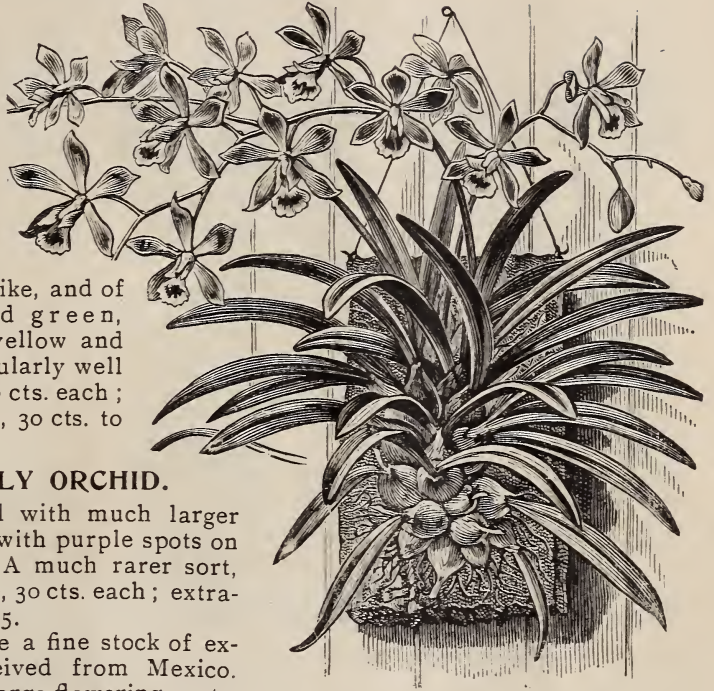 ike, and of
d green,
yellow and
ularly well
cts. each ;
, 30 cts. to
LY ORCHID.
d with much larger
with purple spots on
A much rarer sort,
, 30 cts. each ; extra-
5.
e a fine stock of ex-
eived from Mexico.